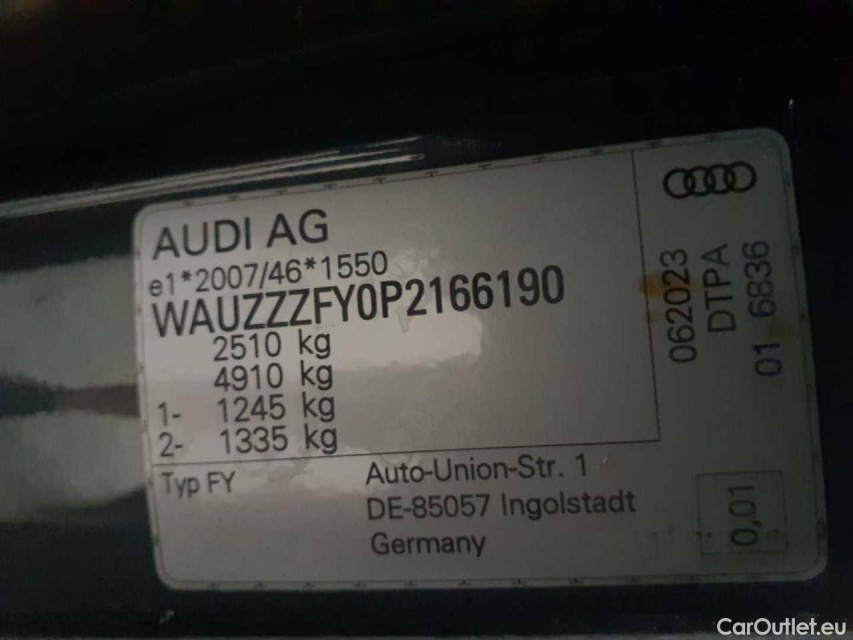 AUDI AG
e1*2007/46*1550
WAUZZZFY0P2166190
2510 kg
4910 kg
1- 1245 kg
2- 1335 kg
Typ FY
Auto-Union-Str. 1
DE-85057 Ingolstadt
Germany
062023
DTPA
01 6836
0,01
CarOutlet.eu